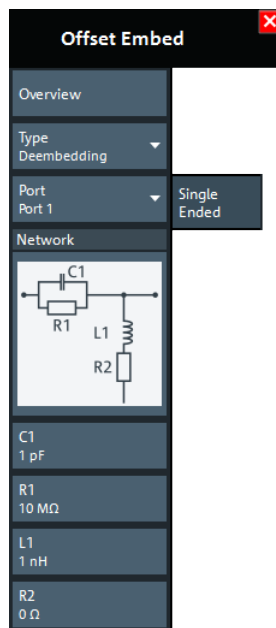 Offset Embed
Overview
Type
Deembedding
Port
Port 1
Single
Ended
Network
C1
R1
L1
R2
C1
1 pF
R1
10 MΩ
L1
1 nH
R2
0 Ω